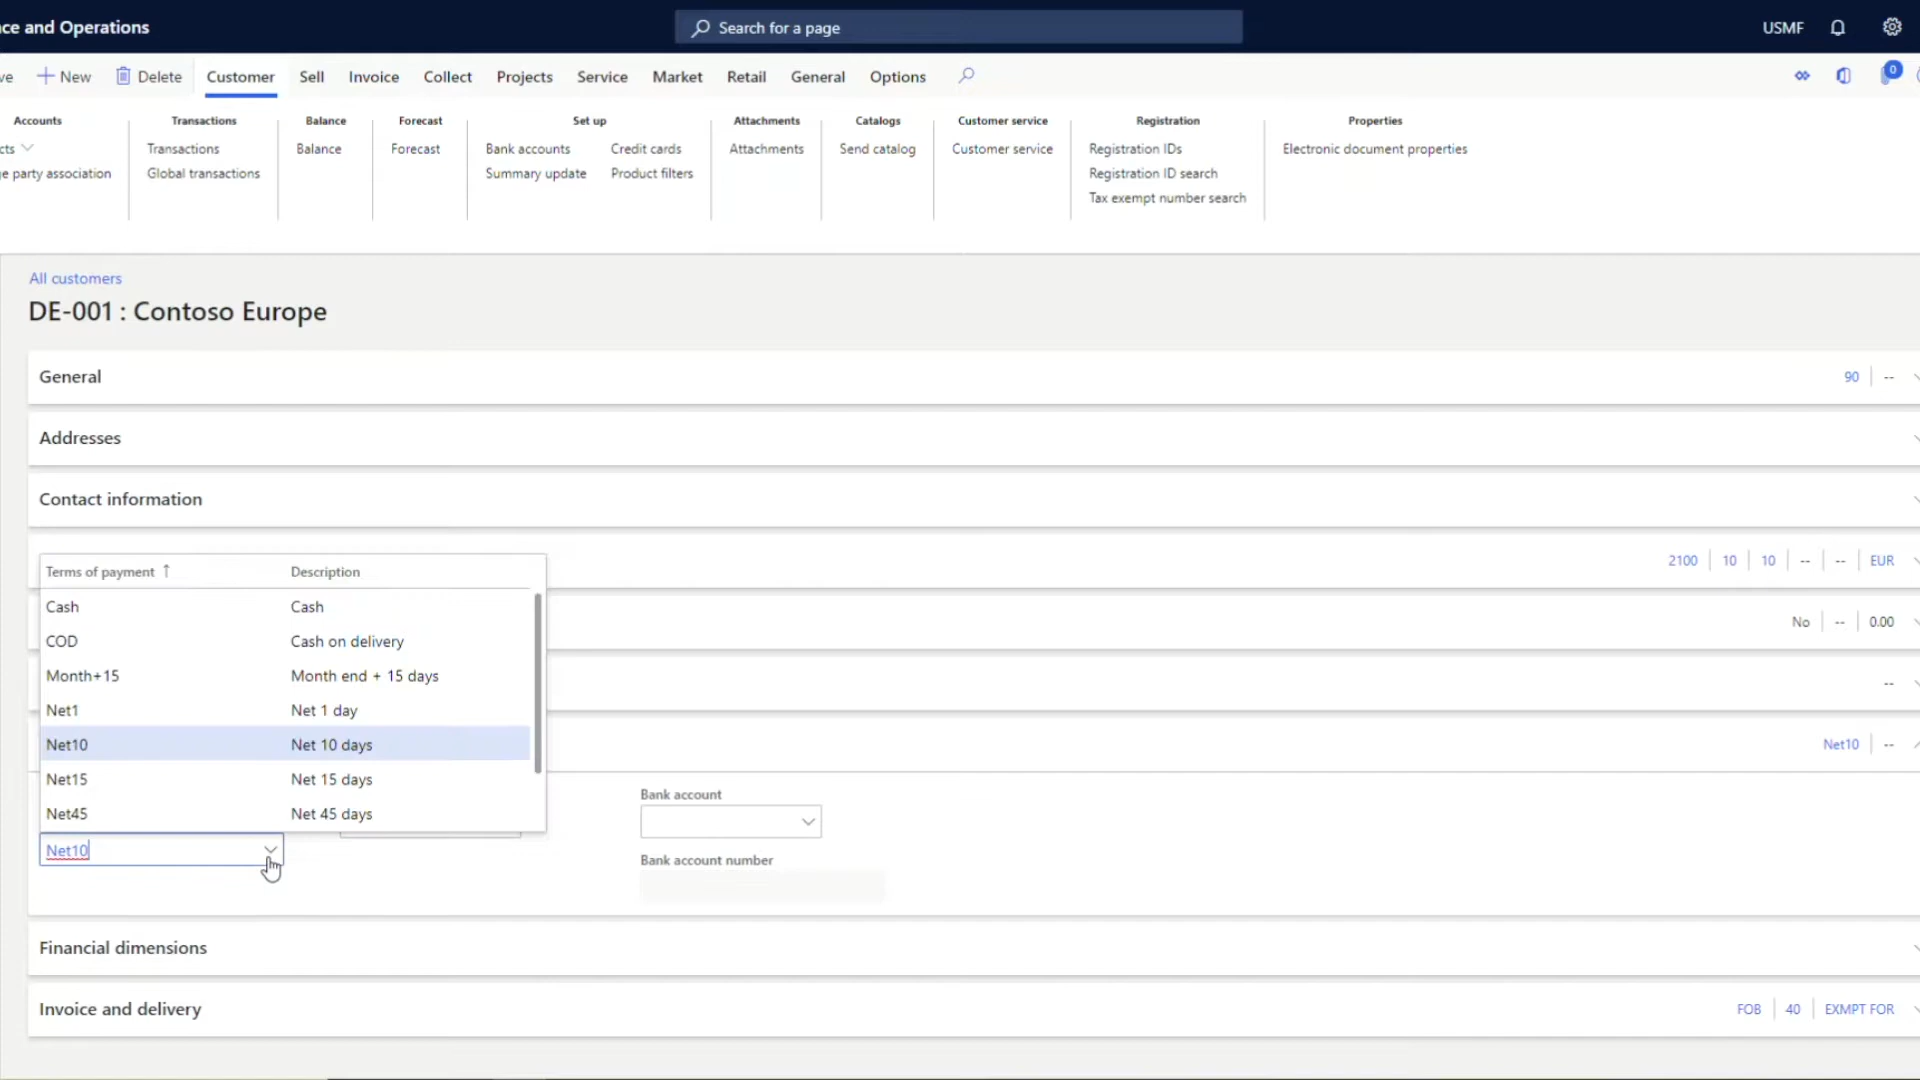 ce and Operations
Search for a page
USMF
ve New Delete Customer Sell Invoice Collect Projects Service Market Retail General Options
0
Accounts Transactions Balance Forecast Set up Attachments Catalogs Customer service Registration Properties
cts Transactions Balance Forecast Bank accounts Credit cards Attachments Send catalog Customer service Registration IDs Electronic document properties
e party association Global transactions Summary update Product filters Registration ID search
Tax exempt number search
All customers
DE-001 : Contoso Europe
General 90 --
Addresses
Contact information
2100 10 10 -- -- EUR
Terms of payment ↑ Description
Cash Cash
No -- 0.00
COD Cash on delivery
Month+15 Month end + 15 days
--
Net1 Net 1 day
Net10 Net 10 days
Net10 --
Net15 Net 15 days
Net45 Net 45 days
Bank account
Net10
Bank account number
Financial dimensions
Invoice and delivery FOB 40 EXMPT FOR